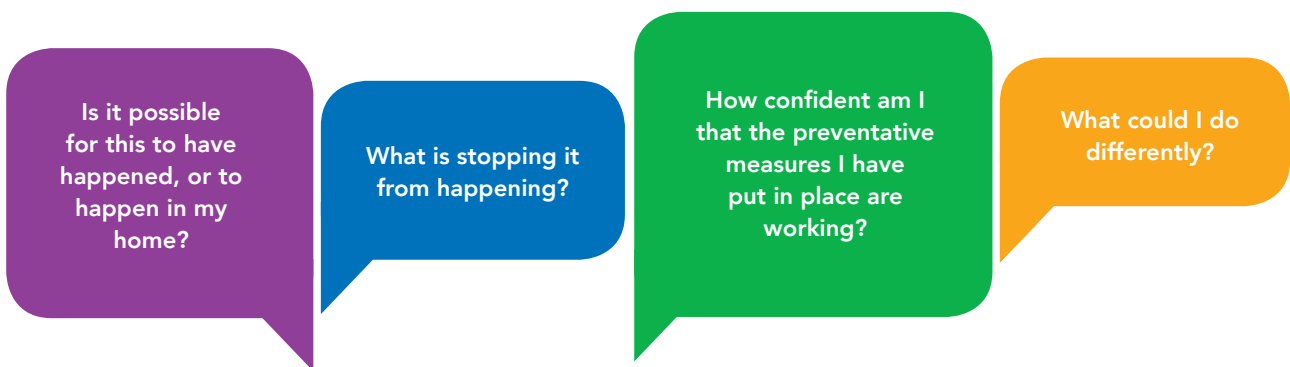 Is it possible
for this to have
happened, or to
happen in my
home?
What is stopping it
from happening?
How confident am I
that the preventative
measures I have
put in place are
working?
What could I do
differently?